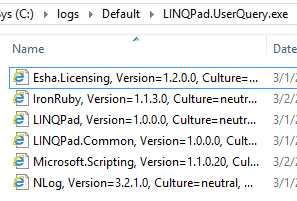 ys (C:) ▸ logs ▸ Default ▸ LINQPad.UserQuery.exe
Name
Date
Esha.Licensing, Version=1.2.0.0, Culture=... 3/1/
IronRuby, Version=1.1.3.0, Culture=neutr... 3/2/
LINQPad, Version=1.0.0.0, Culture=neutral... 3/1/
LINQPad.Common, Version=1.0.0.0, Cult... 3/1/
Microsoft.Scripting, Version=1.1.0.20, Cul... 3/2/
NLog, Version=3.2.1.0, Culture=neutral, ... 3/1/